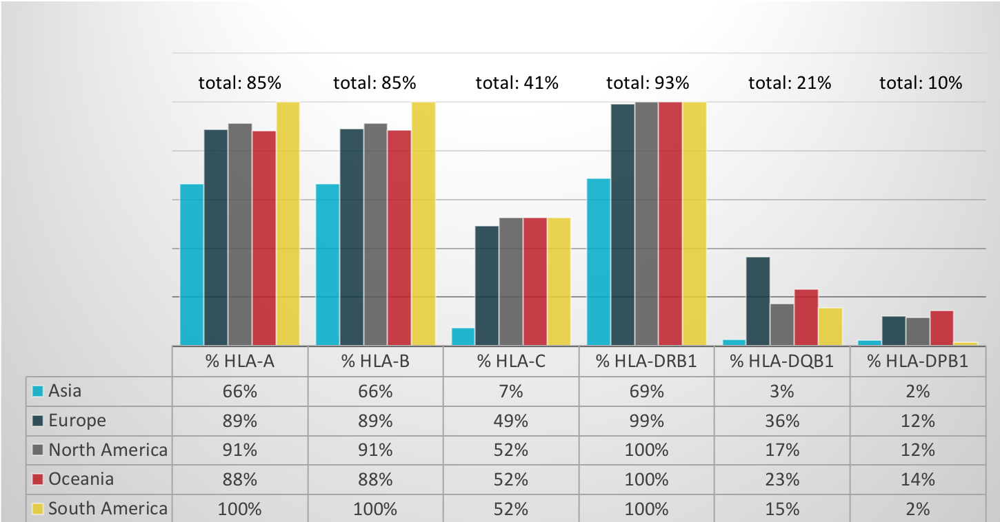 total: 85% total: 85% total: 41% total: 93% total: 21% total: 10%
% HLA-A % HLA-B % HLA-C % HLA-DRB1 % HLA-DQB1 % HLA-DPB1
Asia 66% 66% 7% 69% 3% 2%
Europe 89% 89% 49% 99% 36% 12%
North America 91% 91% 52% 100% 17% 12%
Oceania 88% 88% 52% 100% 23% 14%
South America 100% 100% 52% 100% 15% 2%